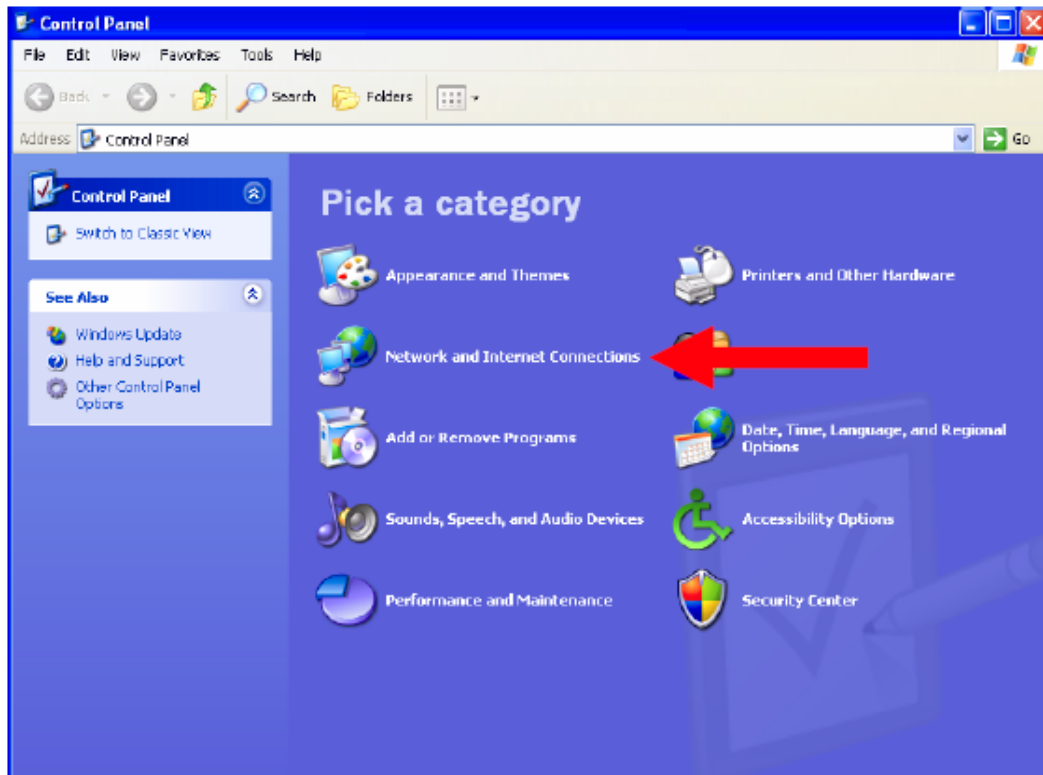 Control Panel
File Edit View Favorites Tools Help
Back Search Folders
Address Control Panel Go
Control Panel
Switch to Classic View
See Also
Windows Update
Help and Support
Other Control Panel
Options
Pick a category
Appearance and Themes
Printers and Other Hardware
Network and Internet Connections
Add or Remove Programs
Date, Time, Language, and Regional
Options
Sounds, Speech, and Audio Devices
Accessibility Options
Performance and Maintenance
Security Center